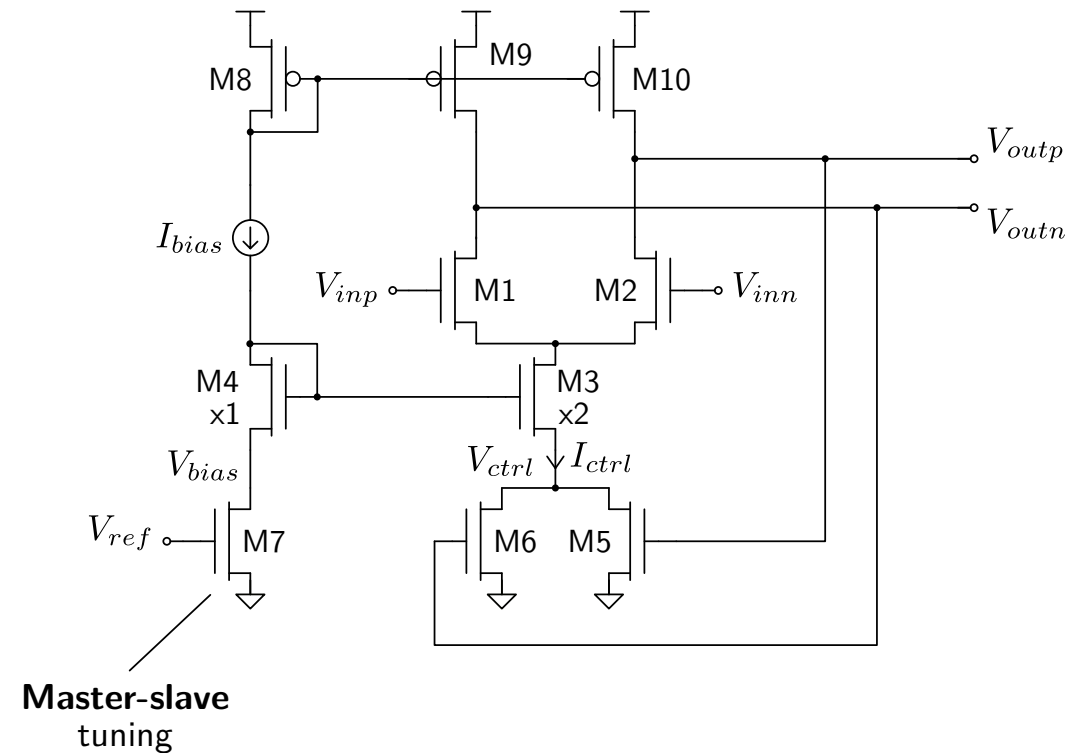 M8
M9
M10
V_outp
V_outn
I_bias
V_inp
M1
M2
V_inn
M4
x1
M3
x2
V_bias
V_ctrl
I_ctrl
V_ref
M7
M6
M5
Master-slave
tuning